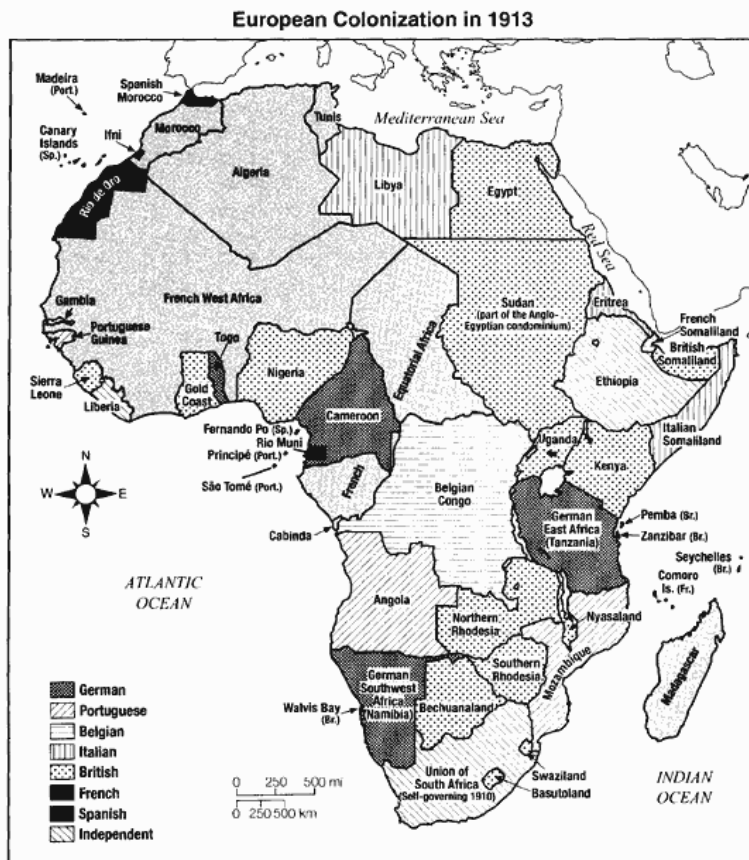 European Colonization in 1913
Madeira
(Port.)
Spanish
Morocco
Mediterranean Sea
Canary
Islands
(Sp.)
Ifni
Morocco
Tunis
Algeria
Libya
Egypt
Rio de Oro
Red Sea
French West Africa
Gambia
Portuguese
Guinea
Togo
Sudan
(part of the Anglo-
Egyptian condominium)
Eritrea
French
Somaliland
British
Somaliland
Equatorial Africa
Nigeria
Ethiopia
Sierra
Leone
Liberia
Gold
Coast
Cameroon
Italian
Somaliland
Fernando Po (Sp.)
Rio Muni
Principé (Port.)
São Tomé (Port.)
Uganda
Kenya
French
Belgian
Congo
N
W
E
S
German
East Africa
(Tanzania)
Pemba (Br.)
Zanzibar (Br.)
Cabinda
Seychelles
(Br.)
Comoro
Is. (Fr.)
ATLANTIC
OCEAN
Angola
Northern
Rhodesia
Nyasaland
Southern
Rhodesia
Mozambique
Madagascar
German
Southwest
Africa
(Namibia)
Walvis Bay
(Br.)
Bechuanaland
Swaziland
Basutoland
Union of
South Africa
(Self-governing 1910)
INDIAN
OCEAN
German
Portuguese
Belgian
Italian
British
French
Spanish
Independent
0 250 500 mi
0 250 500 km